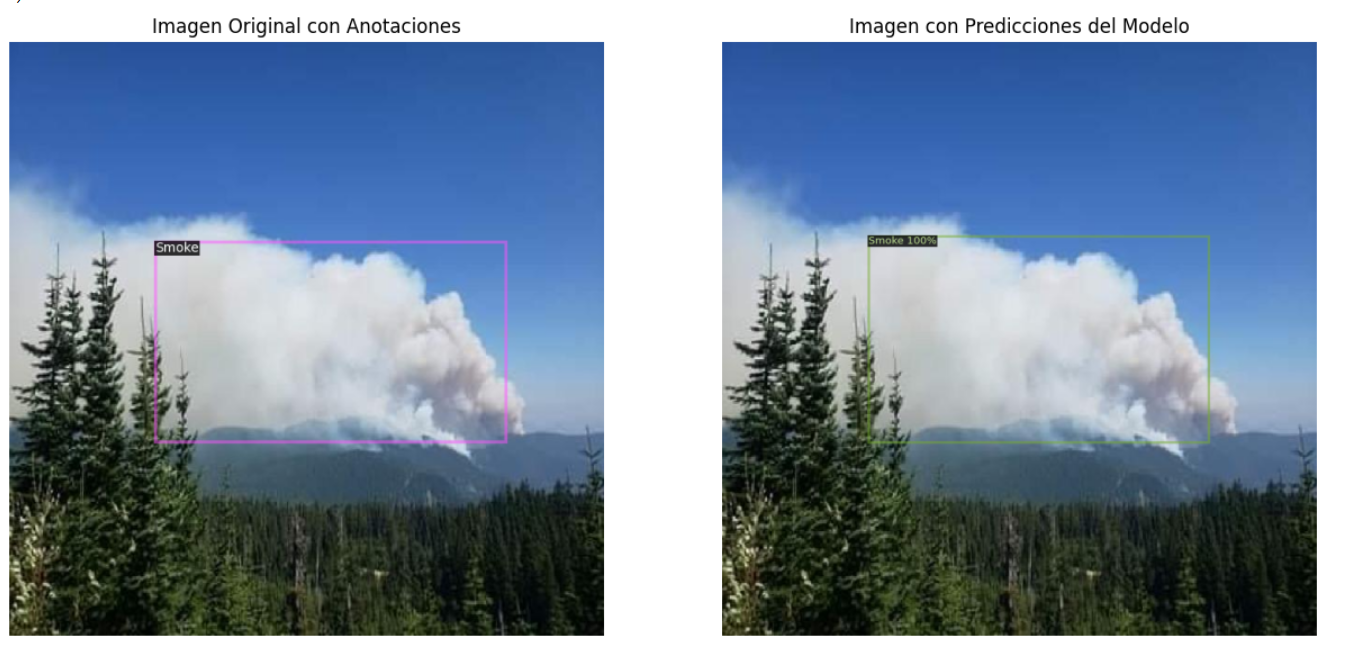 Imagen Original con Anotaciones
Imagen con Predicciones del Modelo
Smoke
Smoke 100%